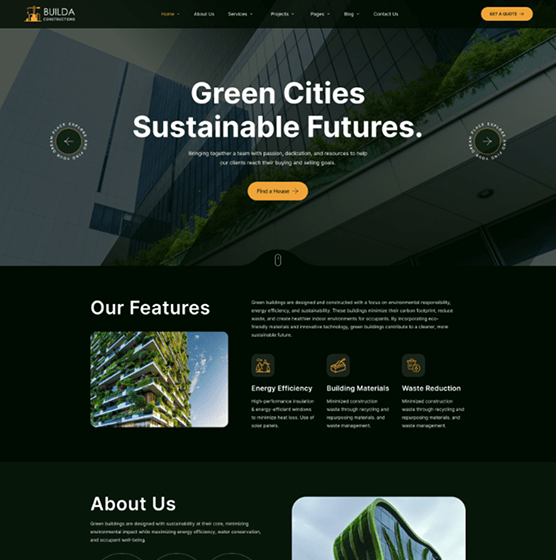 BUILDA
CONSTRUCTIONS
Home
About Us
Services
Projects
Pages
Blog
Contact Us
GET A QUOTE
Green Cities
Sustainable Futures.
Bringing together a team with passion, dedication, and resources to help
our clients reach their buying and selling goals.
Find a House
Our Features
Green buildings are designed and constructed with a focus on environmental responsibility,
energy efficiency, and sustainability. These buildings minimize their carbon footprint, reduce
waste, and create healthier indoor environments for occupants. By incorporating eco-
friendly materials and innovative technology, green buildings contribute to a cleaner, more
sustainable future.
Energy Efficiency
High-performance insulation
& energy-efficient windows
to minimize heat loss. Use of
solar panels.
Building Materials
Minimized construction
waste through recycling and
repurposing materials. and
waste management.
Waste Reduction
Minimized construction
waste through recycling and
repurposing materials. and
waste management.
About Us
Green buildings are designed with sustainability at their core, minimizing
environmental impact while maximizing energy efficiency, water conservation,
and occupant well-being.